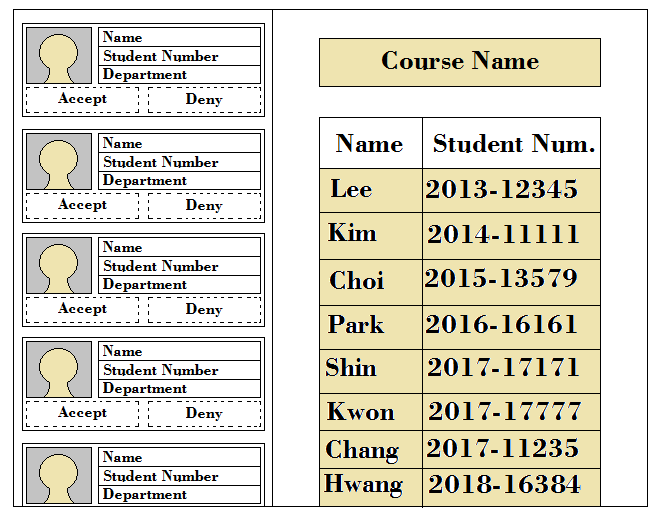 Name
Student Number
Department
Accept Deny
Name
Student Number
Department
Accept Deny
Name
Student Number
Department
Accept Deny
Name
Student Number
Department
Accept Deny
Name
Student Number
Department
Course Name
Name Student Num.
Lee 2013-12345
Kim 2014-11111
Choi 2015-13579
Park 2016-16161
Shin 2017-17171
Kwon 2017-17777
Chang 2017-11235
Hwang 2018-16384